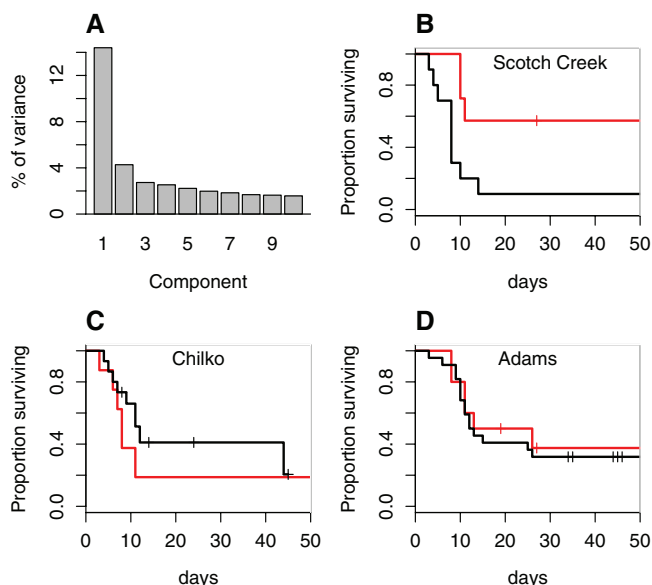 A
% of variance
0 4 8 12
1 3 5 7 9
Component
B
Proportion surviving
0.0 0.4 0.8
Scotch Creek
0 10 20 30 40 50
days
C
Proportion surviving
0.0 0.4 0.8
Chilko
0 10 20 30 40 50
days
D
Proportion surviving
0.0 0.4 0.8
Adams
0 10 20 30 40 50
days